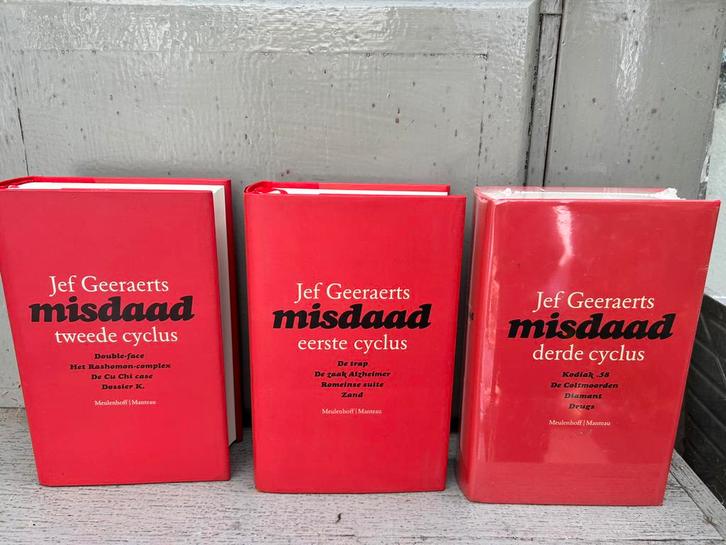 Jef Geeraerts
misdaad
tweede cyclus
Double-face
Het Rashomon-complex
De Cu Chi case
Dossier K.
Meulenhoff | Manteau
Jef Geeraerts
misdaad
eerste cyclus
De trap
De zaak Alzheimer
Romeinse suite
Zand
Meulenhoff | Manteau
Jef Geeraerts
misdaad
derde cyclus
Kodiak .58
De Coltmoorden
Diamant
Drugs
Meulenhoff | Manteau